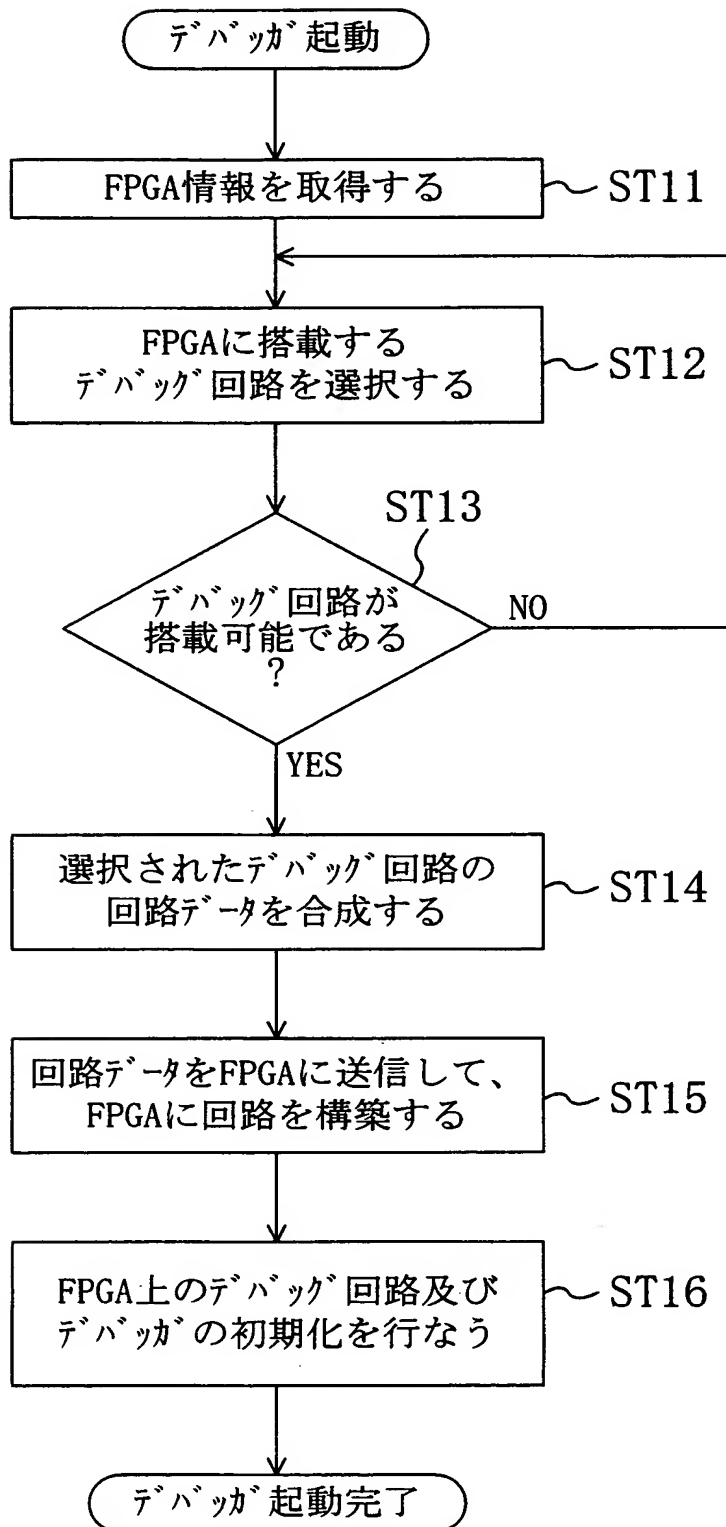 ﾃﾞﾊﾞｯｶﾞ起動
FPGA情報を取得する
ST11
FPGAに搭載する
ﾃﾞﾊﾞｯｸﾞ回路を選択する
ST12
ST13
ﾃﾞﾊﾞｯｸﾞ回路が
搭載可能である
?
NO
YES
選択されたﾃﾞﾊﾞｯｸﾞ回路の
回路ﾃﾞｰﾀを合成する
ST14
回路ﾃﾞｰﾀをFPGAに送信して、
FPGAに回路を構築する
ST15
FPGA上のﾃﾞﾊﾞｯｸﾞ回路及び
ﾃﾞﾊﾞｯｶﾞの初期化を行なう
ST16
ﾃﾞﾊﾞｯｶﾞ起動完了